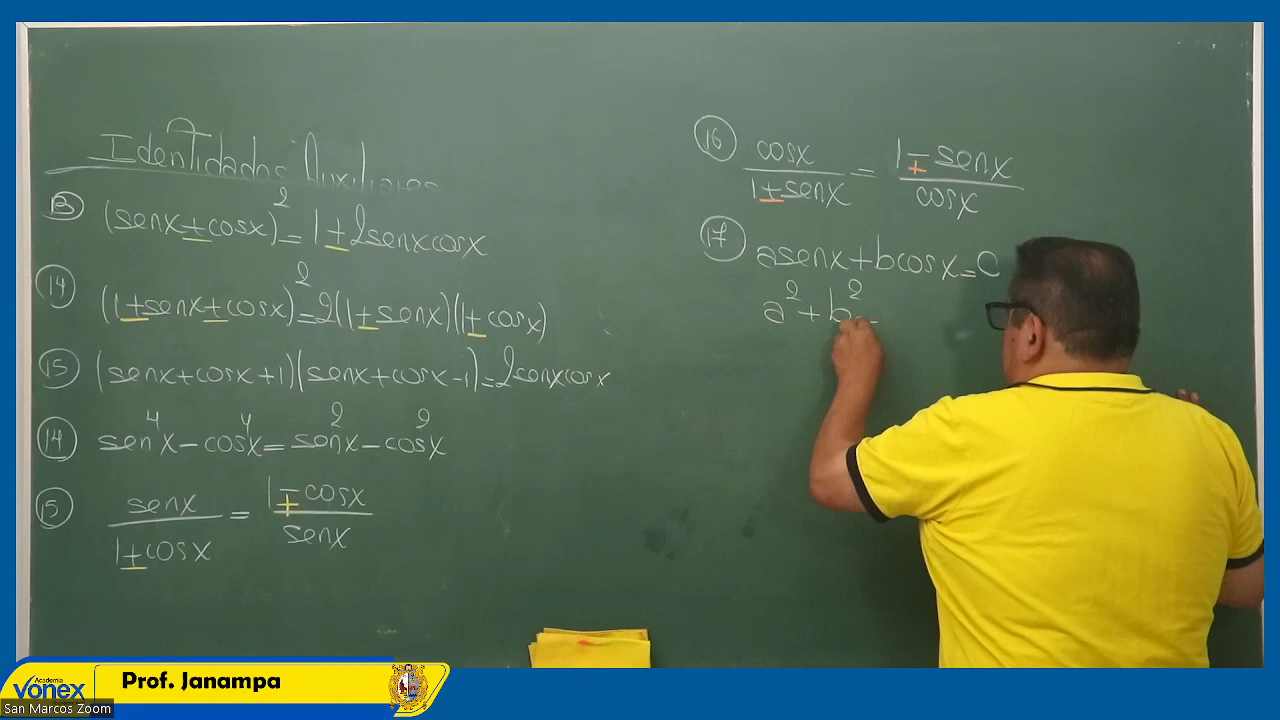 Identidades Auxiliares
13 (senx ± cosx)² = 1 ± 2senxcosx
14 (1 ± senx ± cosx)² = 2(1 ± senx)(1 ± cosx)
15 (senx + cosx + 1)(senx + cosx - 1) = 2senxcosx
14 sen⁴x - cos⁴x = sen²x - cos²x
15 senx / 1 ± cosx = 1 ∓ cosx / senx
16 cosx / 1 ± senx = 1 ∓ senx / cosx
17 asenx + bcosx = C
a² + b² =
Academia
VONEX
Prof. Janampa
San Marcos Zoom